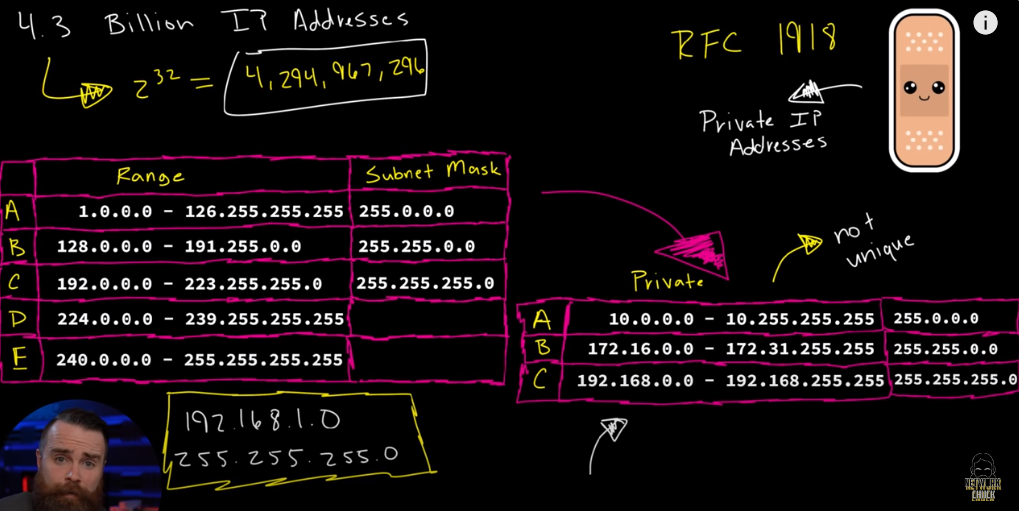 4.3 Billion IP Addresses
2^32 = 4,294,967,296
RFC 1918
Private IP
Addresses
Range Subnet Mask
A 1.0.0.0 - 126.255.255.255 255.0.0.0
B 128.0.0.0 - 191.255.0.0 255.255.0.0
C 192.0.0.0 - 223.255.255.0 255.255.255.0
D 224.0.0.0 - 239.255.255.255
E 240.0.0.0 - 255.255.255.255
not
unique
Private
A 10.0.0.0 - 10.255.255.255 255.0.0.0
B 172.16.0.0 - 172.31.255.255 255.255.0.0
C 192.168.0.0 - 192.168.255.255 255.255.255.0
192.168.1.0
255.255.255.0
i
NETWORK
CHUCK